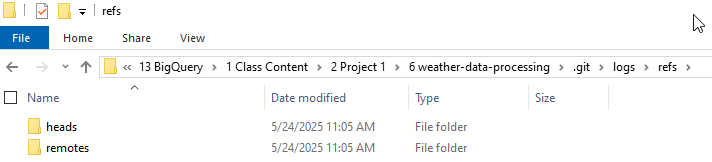 refs
File Home Share View
« 13 BigQuery › 1 Class Content › 2 Project 1 › 6 weather-data-processing › .git › logs › refs ›
Name Date modified Type Size
heads 5/24/2025 11:05 AM File folder
remotes 5/24/2025 11:05 AM File folder